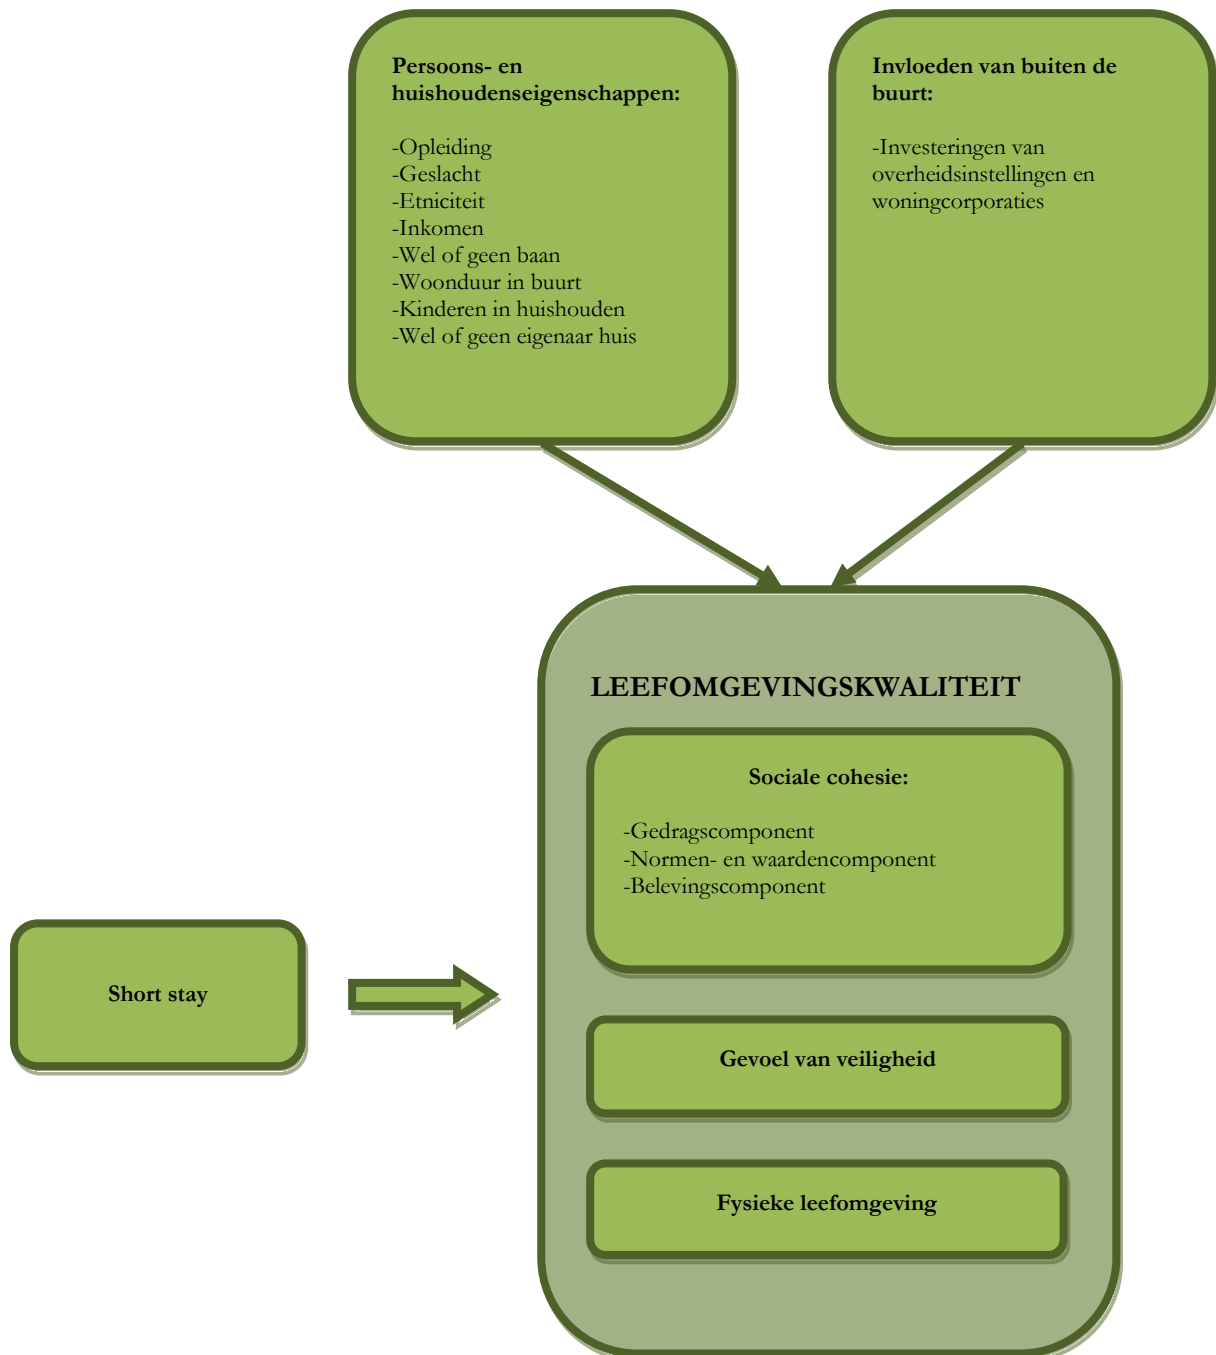 Persoons- en
huishoudenseigenschappen:
-Opleiding
-Geslacht
-Etniciteit
-Inkomen
-Wel of geen baan
-Woonduur in buurt
-Kinderen in huishouden
-Wel of geen eigenaar huis
Invloeden van buiten de
buurt:
-Investeringen van
overheidsinstellingen en
woningcorporaties
LEEFOMGEVINGSKWALITEIT
Sociale cohesie:
-Gedragscomponent
-Normen- en waardencomponent
-Belevingscomponent
Short stay
Gevoel van veiligheid
Fysieke leefomgeving